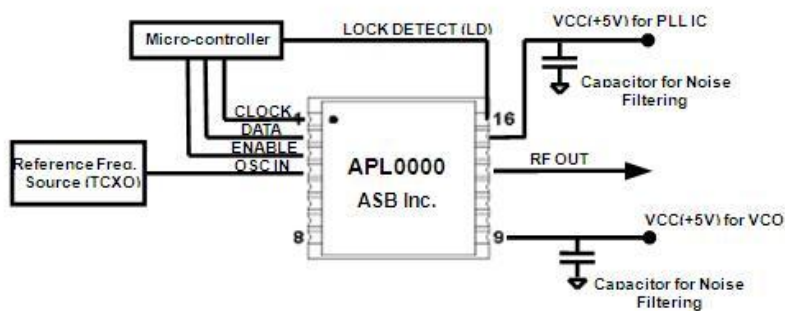 VCC(+5V) for PLL IC
Micro-controller
LOCK DETECT (LD)
Capacitor for Noise
Filtering
CLOCK
1
16
DATA
ENABLE
OSC IN
Reference Freq.
Source (TCXO)
APL0000
ASB Inc.
RF OUT
8
9
VCC(+5V) for VCO
Capacitor for Noise
Filtering